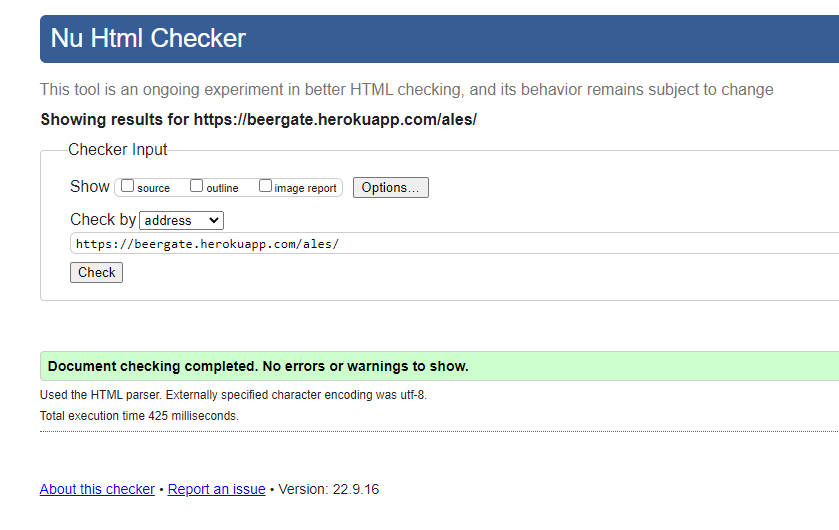 Nu Html Checker
This tool is an ongoing experiment in better HTML checking, and its behavior remains subject to change
Showing results for https://beergate.herokuapp.com/ales/
Checker Input
Show source outline image report Options...
Check by address
https://beergate.herokuapp.com/ales/
Check
Document checking completed. No errors or warnings to show.
Used the HTML parser. Externally specified character encoding was utf-8.
Total execution time 425 milliseconds.
About this checker • Report an issue • Version: 22.9.16